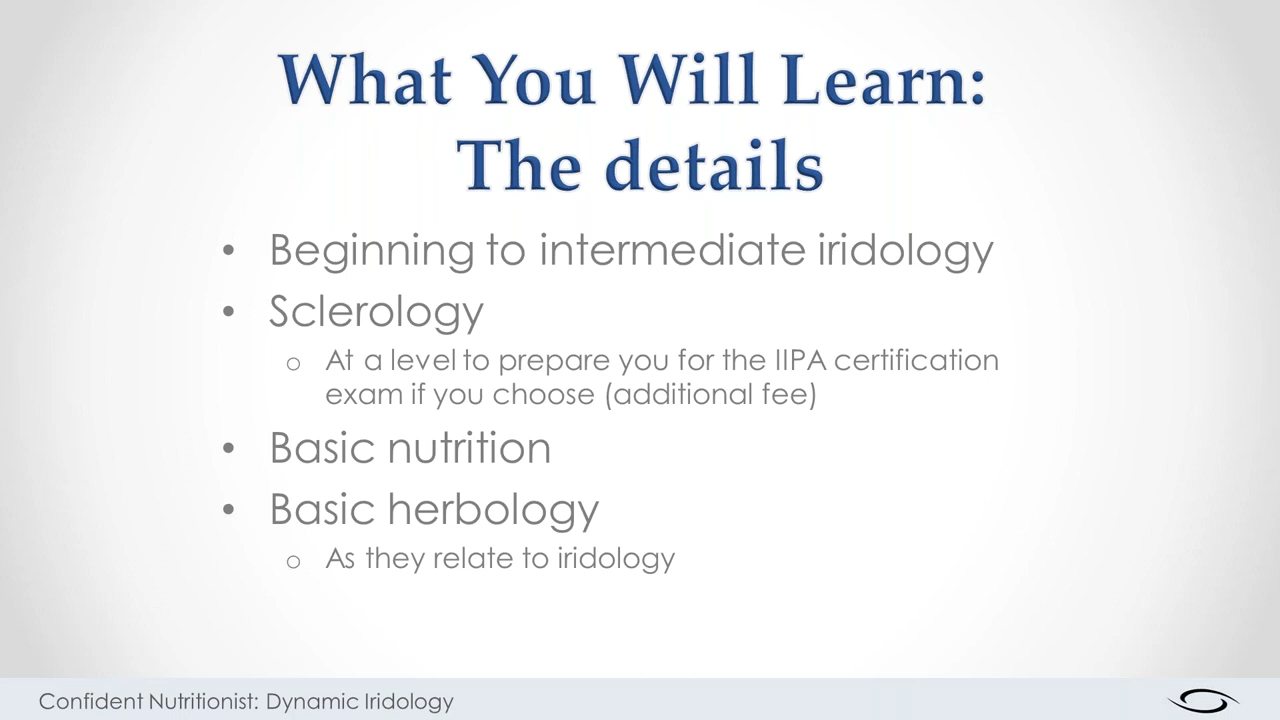 What You Will Learn:
The details
• Beginning to intermediate iridology
• Sclerology
o At a level to prepare you for the IIPA certification
exam if you choose (additional fee)
• Basic nutrition
• Basic herbology
o As they relate to iridology
Confident Nutritionist: Dynamic Iridology